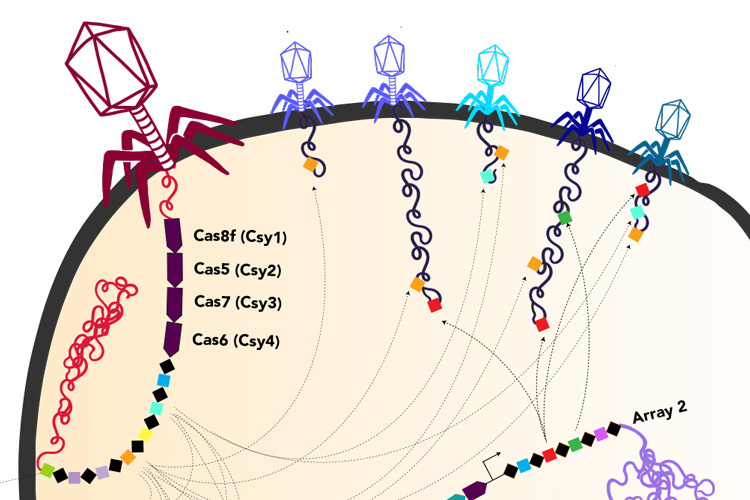 Cas8f (Csy1)
Cas5 (Csy2)
Cas7 (Csy3)
Cas6 (Csy4)
Array 2